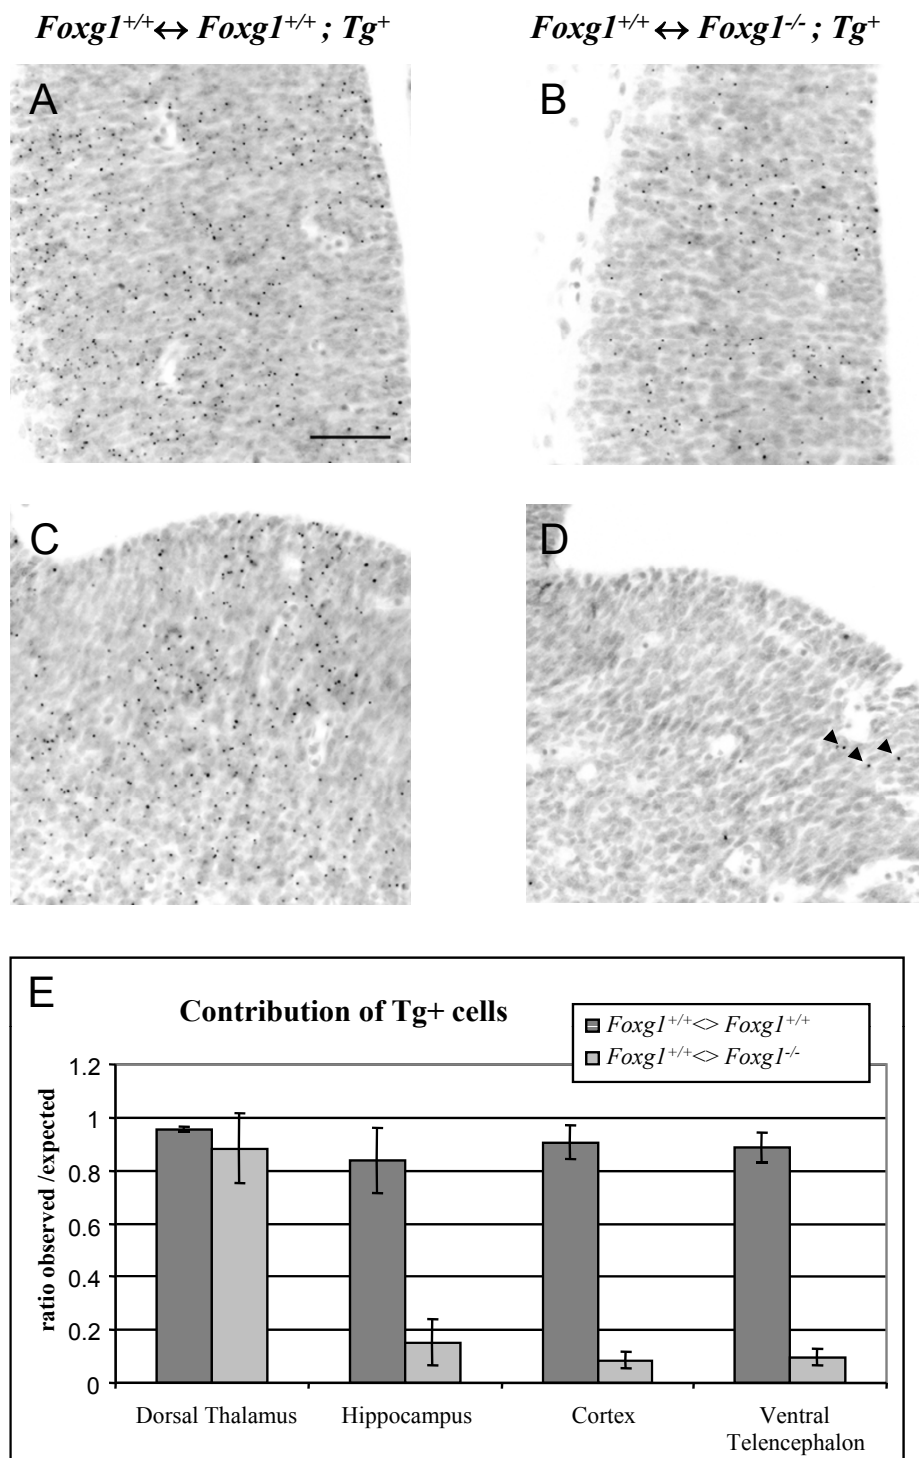 Foxg1+/+ ↔ Foxg1+/+ ; Tg+
Foxg1+/+ ↔ Foxg1-/- ; Tg+
A
B
C
D
E
Contribution of Tg+ cells
Foxg1+/+<> Foxg1+/+
Foxg1+/+<> Foxg1-/-
ratio observed /expected
1.2
1
0.8
0.6
0.4
0.2
0
Dorsal Thalamus
Hippocampus
Cortex
Ventral
Telencephalon